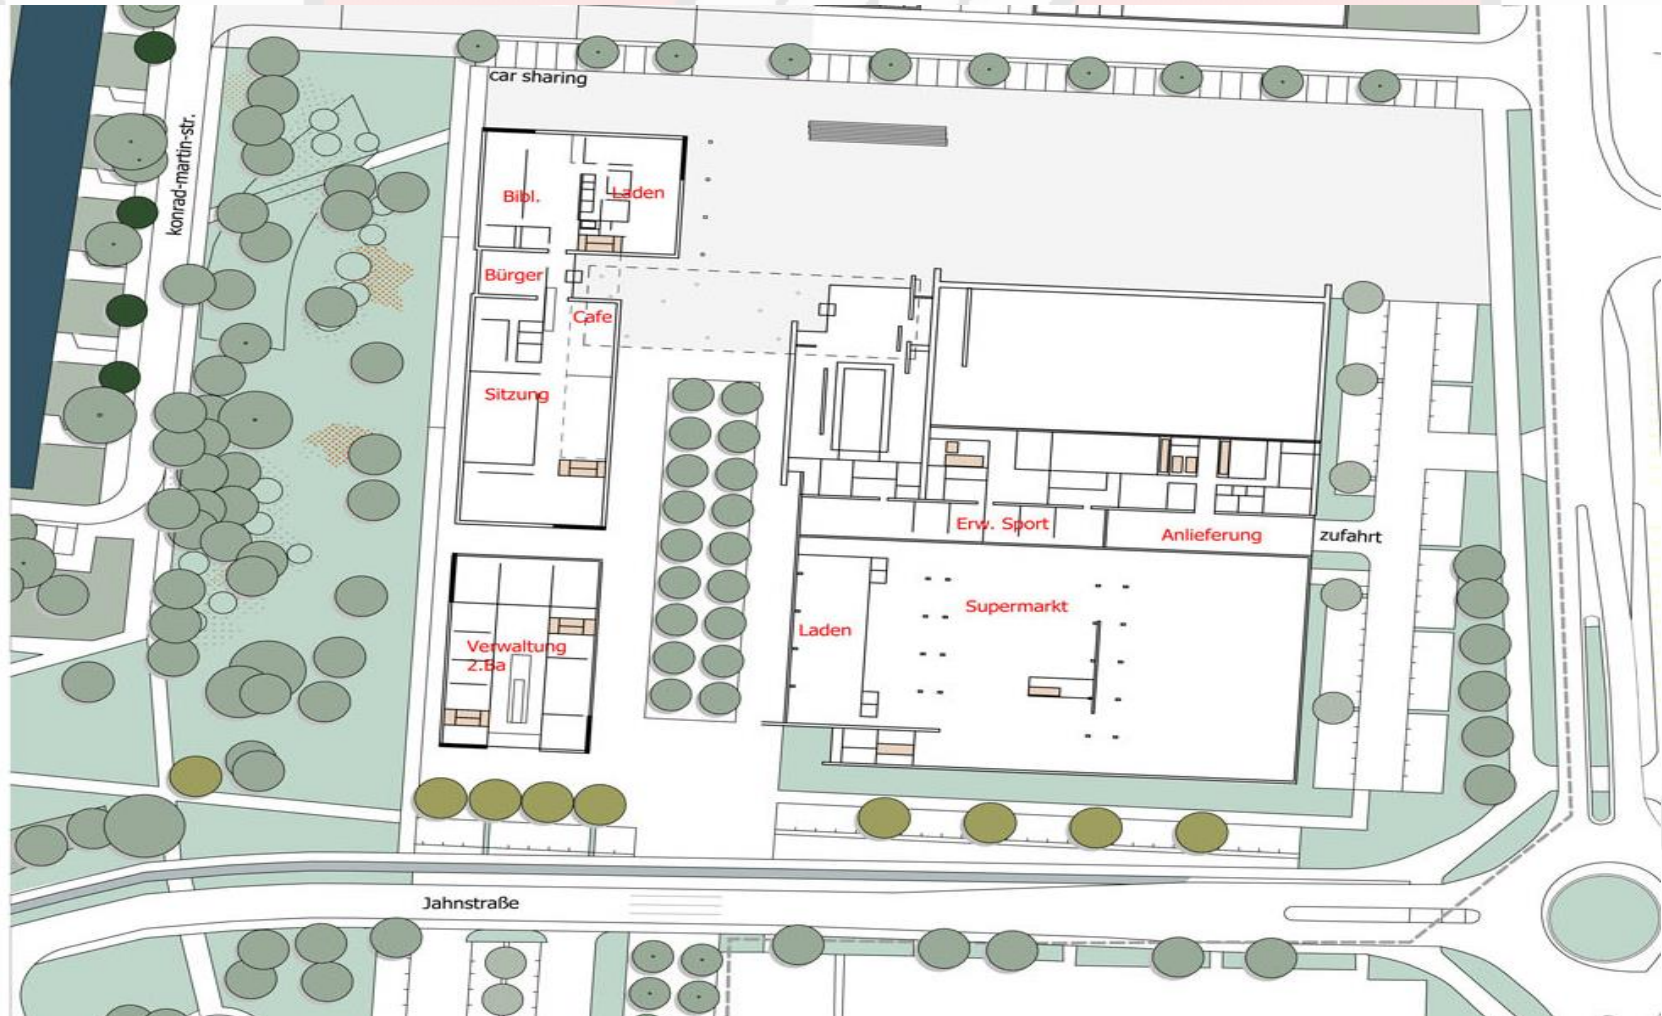 car sharing
konrad-martin-str.
Bibl.
Laden
Bürger
Cafe
Sitzung
Erw. Sport
Anlieferung
zufahrt
Supermarkt
Laden
Verwaltung
2.Ba
Jahnstraße